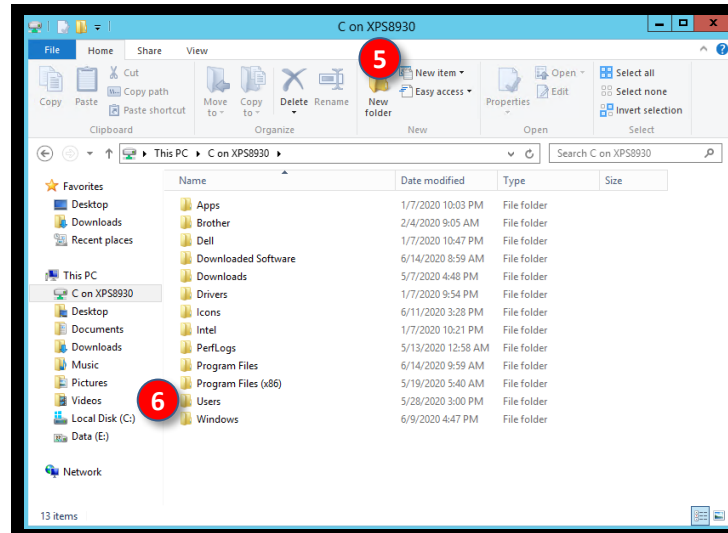 C on XPS8930
File Home Share View
5
Copy
Paste
Cut
Copy path
Paste shortcut
Clipboard
Move to
Copy to
Delete
Rename
Organize
New folder
New item
Easy access
New
Properties
Open
Edit
Open
Select all
Select none
Invert selection
Select
This PC C on XPS8930
Search C on XPS8930
Favorites
Desktop
Downloads
Recent places
This PC
C on XPS8930
Desktop
Documents
Downloads
Music
Pictures
Videos
Local Disk (C:)
Data (E:)
Network
6
Name Date modified Type Size
Apps 1/7/2020 10:03 PM File folder
Brother 2/4/2020 9:05 AM File folder
Dell 1/7/2020 10:47 PM File folder
Downloaded Software 6/14/2020 8:59 AM File folder
Downloads 5/7/2020 4:48 PM File folder
Drivers 1/7/2020 9:54 PM File folder
Icons 6/11/2020 3:28 PM File folder
Intel 1/7/2020 10:21 PM File folder
PerfLogs 5/13/2020 12:58 AM File folder
Program Files 6/14/2020 9:59 AM File folder
Program Files (x86) 5/19/2020 5:40 AM File folder
Users 5/28/2020 3:00 PM File folder
Windows 6/9/2020 4:47 PM File folder
13 items